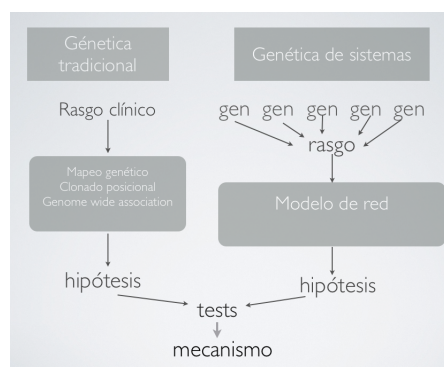 Génetica
tradicional
Genética de sistemas
Rasgo clínico
gen gen gen gen gen
rasgo
Mapeo genético
Clonado posicional
Genome wide association
Modelo de red
hipótesis
hipótesis
tests
mecanismo